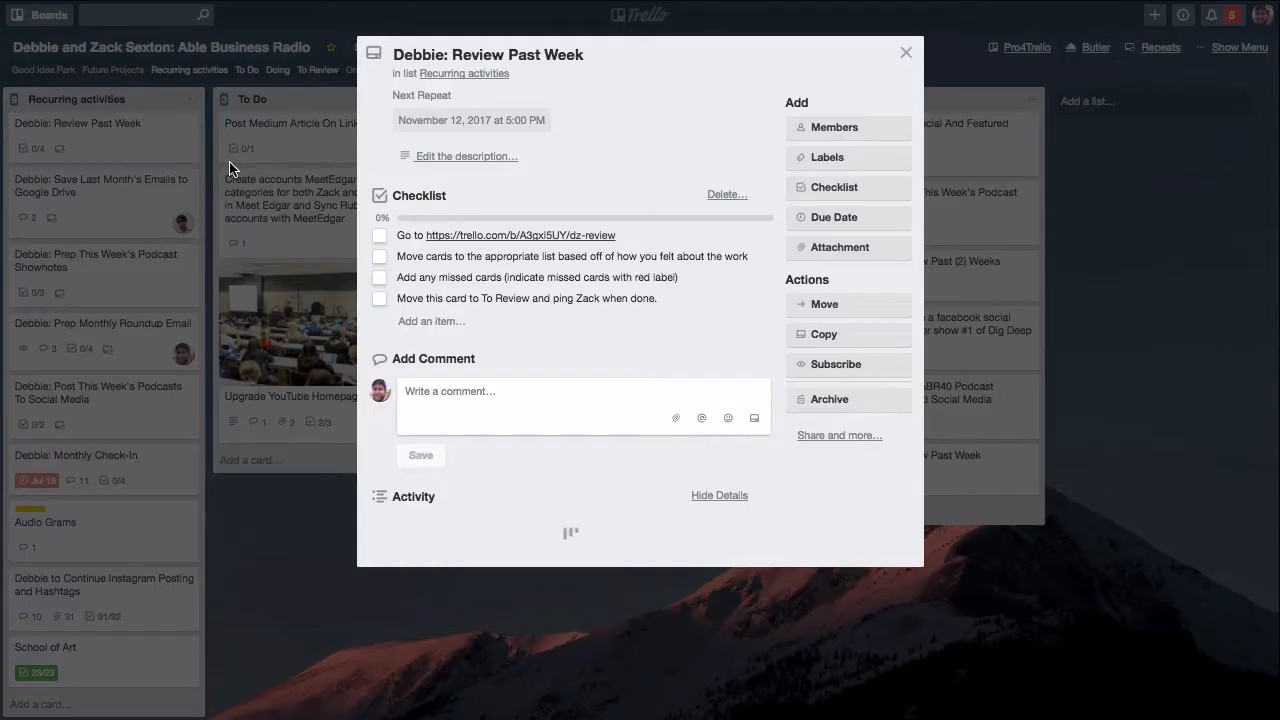 Boards
Trello
5
Debbie and Zack Sexton: Able Business Radio
Pro4Trello
Butler
Repeats
Show Menu
Good Idea Park
Future Projects
Recurring activities
To Do
Doing
To Review
Recurring activities
Debbie: Review Past Week
0/4
Debbie: Save Last Month's Emails to
Google Drive
2
Debbie: Prep This Week's Podcast
Shownotes
0/3
Debbie: Prep Monthly Roundup Email
3
0/4
Debbie: Post This Week's Podcasts
To Social Media
0/2
Debbie: Monthly Check-In
Jul 18
11
0/4
Audio Grams
1
Debbie to Continue Instagram Posting
and Hashtags
10
31
91/92
School of Art
23/23
Add a card…
To Do
Post Medium Article On Link
0/1
Create accounts MeetEdgar
categories for both Zack and
in Meet Edgar and Sync Rub
accounts with MeetEdgar
1
Upgrade YouTube Homepag
1
2
2/3
Add a card…
Debbie: Review Past Week
in list Recurring activities
Next Repeat
November 12, 2017 at 5:00 PM
Edit the description…
Checklist
Delete…
0%
Go to https://trello.com/b/A3gxl5UY/dz-review
Move cards to the appropriate list based off of how you felt about the work
Add any missed cards (indicate missed cards with red label)
Move this card to To Review and ping Zack when done.
Add an item…
Add Comment
Write a comment…
Save
Activity
Hide Details
Add
Members
Labels
Checklist
Due Date
Attachment
Actions
Move
Copy
Subscribe
Archive
Share and more…
cial And Featured
This Week's Podcast
w Past (2) Weeks
n a facebook social
or show #1 of Dig Deep
ABR40 Podcast
d Social Media
w Past Week
Add a list…